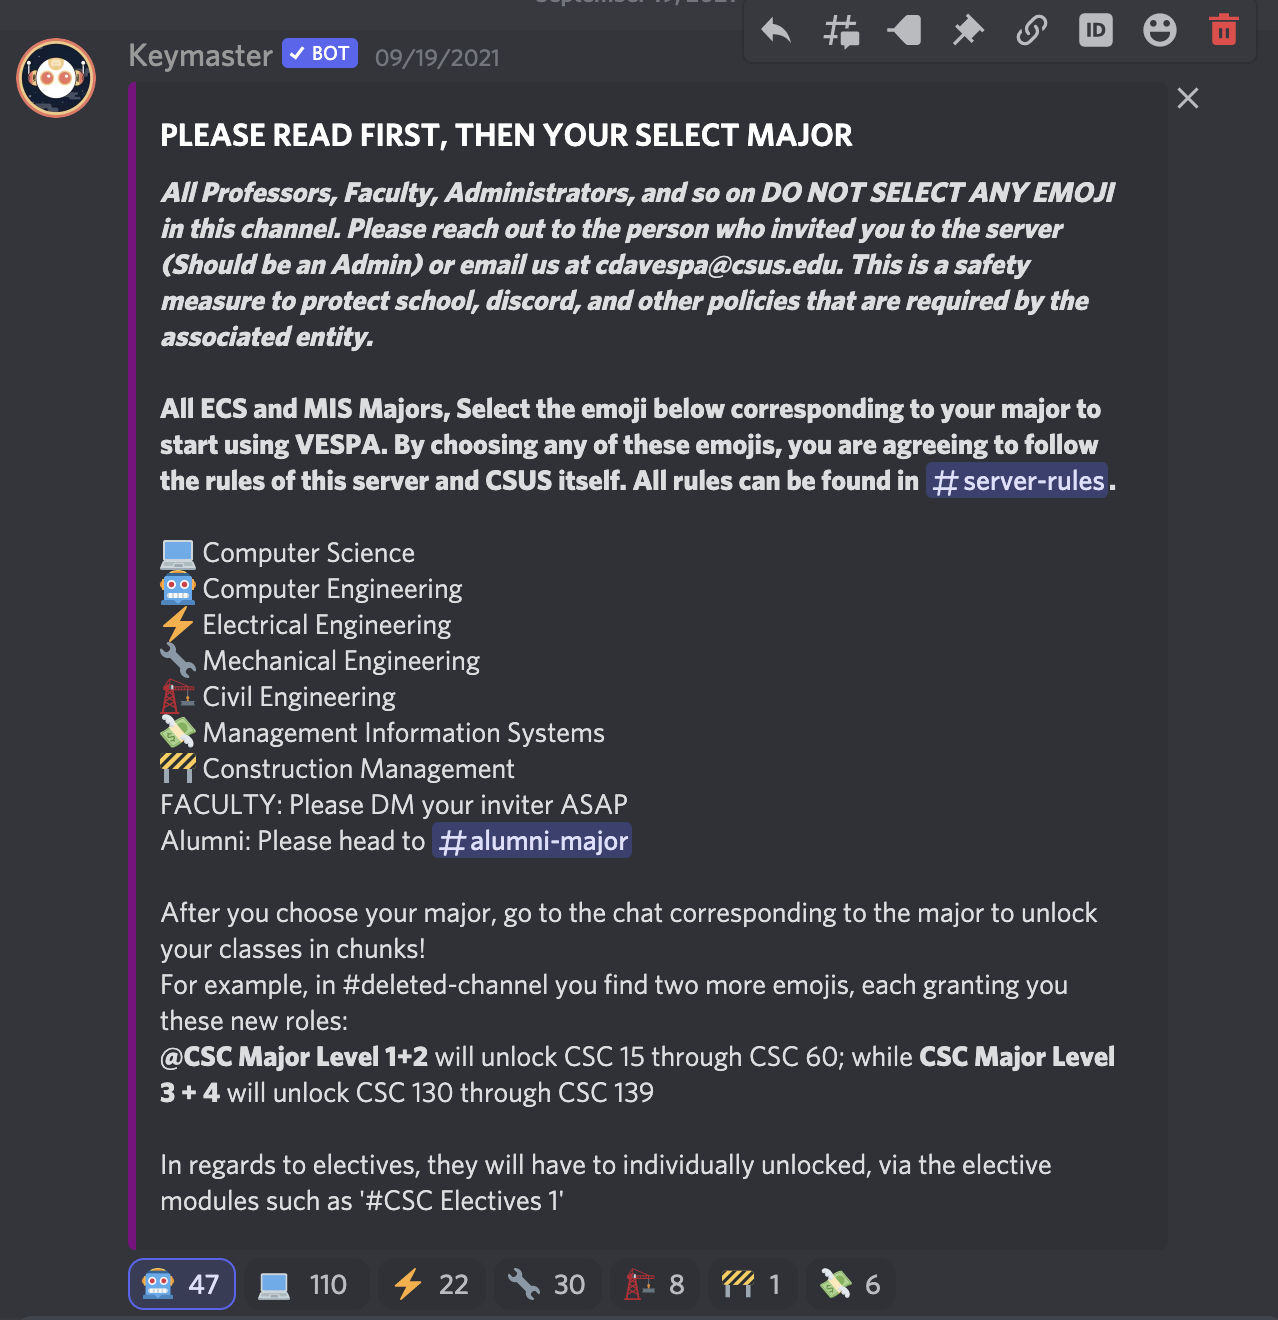 September 19, 2021
Keymaster ✓ BOT 09/19/2021
ID
PLEASE READ FIRST, THEN YOUR SELECT MAJOR
All Professors, Faculty, Administrators, and so on DO NOT SELECT ANY EMOJI
in this channel. Please reach out to the person who invited you to the server
(Should be an Admin) or email us at cdavespa@csus.edu. This is a safety
measure to protect school, discord, and other policies that are required by the
associated entity.
All ECS and MIS Majors, Select the emoji below corresponding to your major to
start using VESPA. By choosing any of these emojis, you are agreeing to follow
the rules of this server and CSUS itself. All rules can be found in #server-rules.
💻 Computer Science
🤖 Computer Engineering
⚡ Electrical Engineering
🔧 Mechanical Engineering
🏗️ Civil Engineering
💸 Management Information Systems
🚧 Construction Management
FACULTY: Please DM your inviter ASAP
Alumni: Please head to #alumni-major
After you choose your major, go to the chat corresponding to the major to unlock
your classes in chunks!
For example, in #deleted-channel you find two more emojis, each granting you
these new roles:
@CSC Major Level 1+2 will unlock CSC 15 through CSC 60; while CSC Major Level
3 + 4 will unlock CSC 130 through CSC 139
In regards to electives, they will have to individually unlocked, via the elective
modules such as '#CSC Electives 1'
🤖 47 💻 110 ⚡ 22 🔧 30 🏗️ 8 🚧 1 💸 6